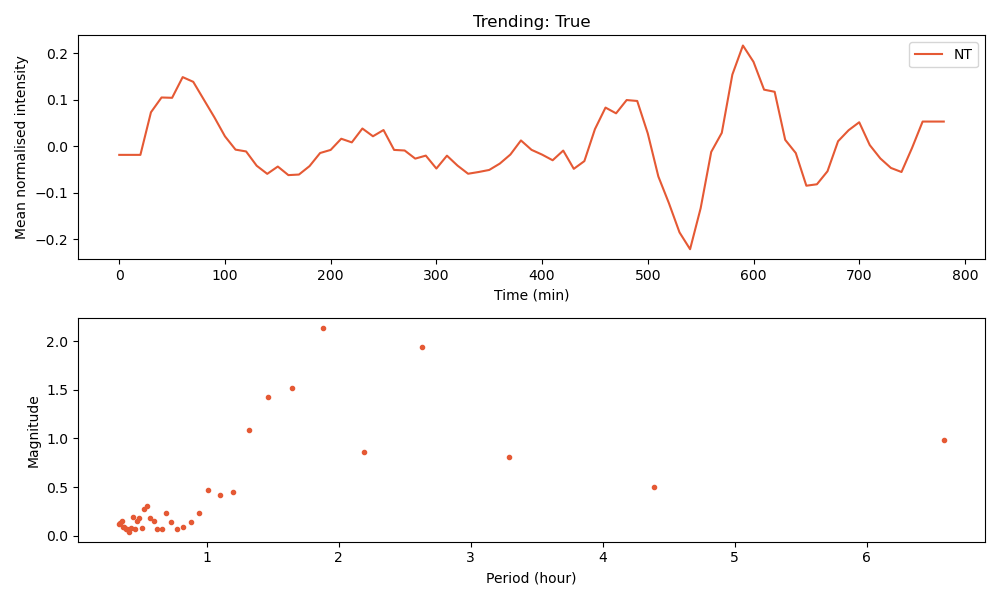 Trending: True
Mean normalised intensity
0.2
0.1
0.0
−0.1
−0.2
NT
0 100 200 300 400 500 600 700 800
Time (min)
Magnitude
2.0
1.5
1.0
0.5
0.0
1 2 3 4 5 6
Period (hour)